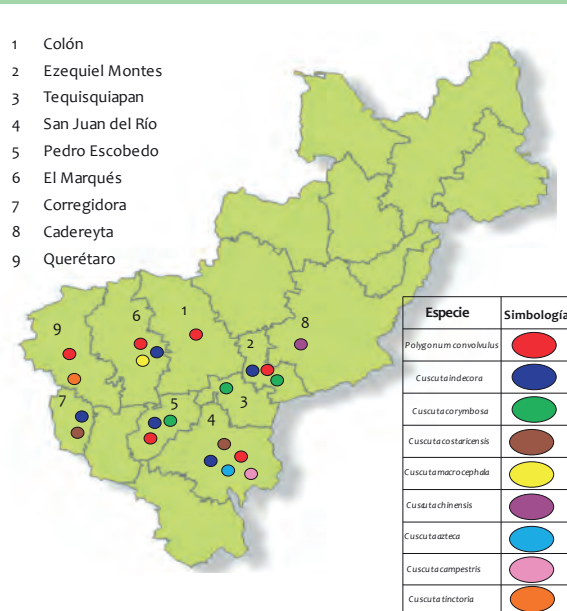 1 Colón
2 Ezequiel Montes
3 Tequisquiapan
4 San Juan del Río
5 Pedro Escobedo
6 El Marqués
7 Corregidora
8 Cadereyta
9 Querétaro
1
6
9
8
2
7
5
4
3
Especie Simbología
Polygonum convolvulus
Cuscuta indecora
Cuscuta corymbosa
Cuscuta costaricensis
Cuscuta macrocephala
Cuscuta chinensis
Cuscuta azteca
Cuscuta campestris
Cuscuta tinctoria